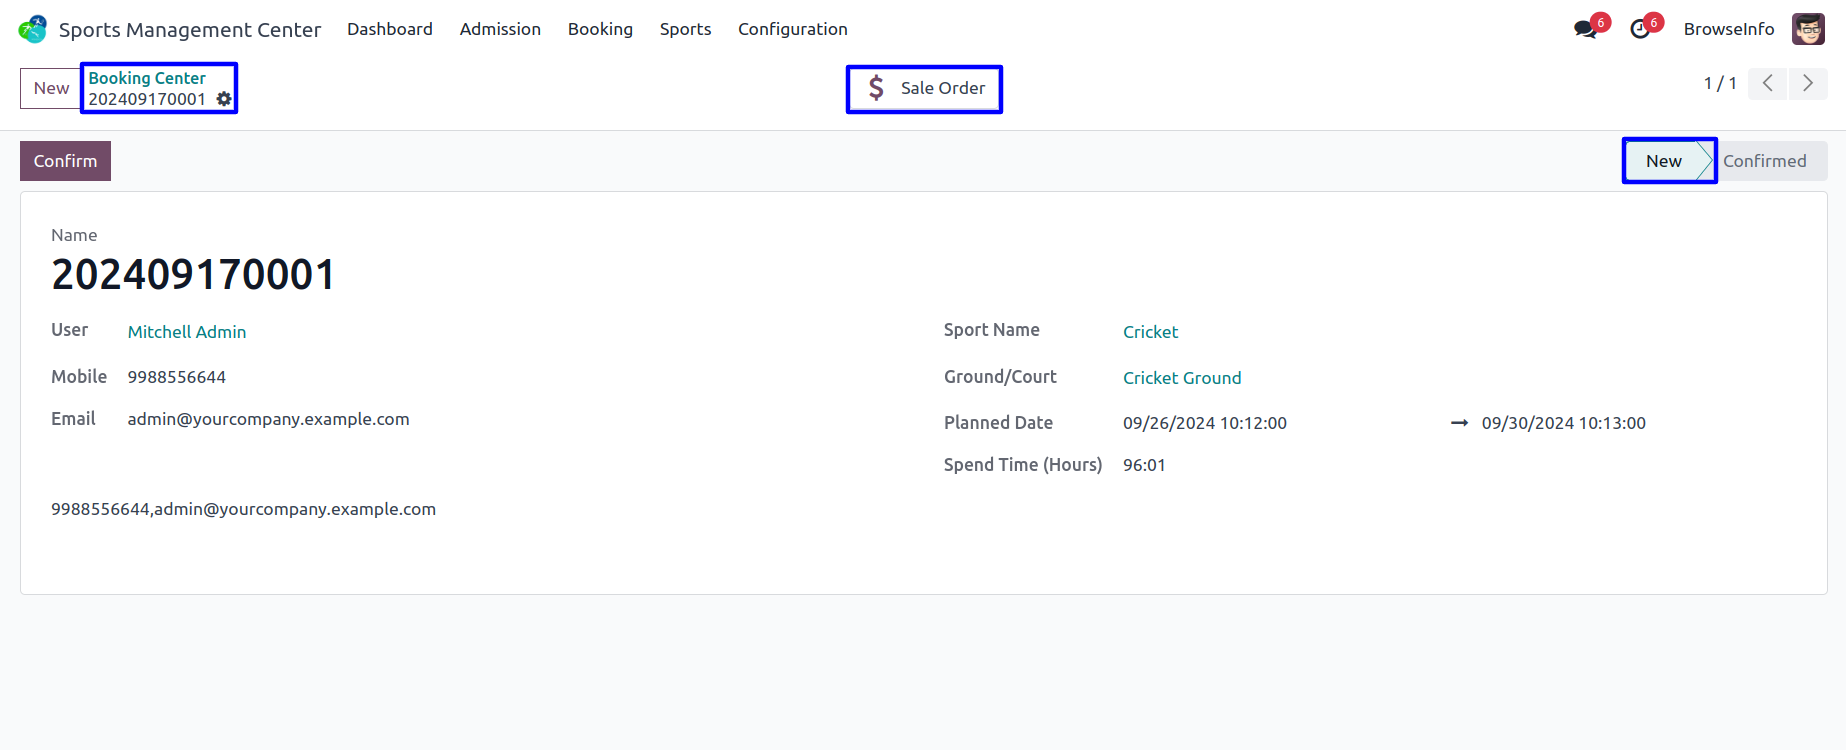 Sports Management Center Dashboard Admission Booking Sports Configuration 6 6 BrowseInfo
New Booking Center
202409170001
$ Sale Order
1 / 1
Confirm
New Confirmed
Name
202409170001
User Mitchell Admin
Mobile 9988556644
Email admin@yourcompany.example.com
Sport Name Cricket
Ground/Court Cricket Ground
Planned Date 09/26/2024 10:12:00 → 09/30/2024 10:13:00
Spend Time (Hours) 96:01
9988556644,admin@yourcompany.example.com